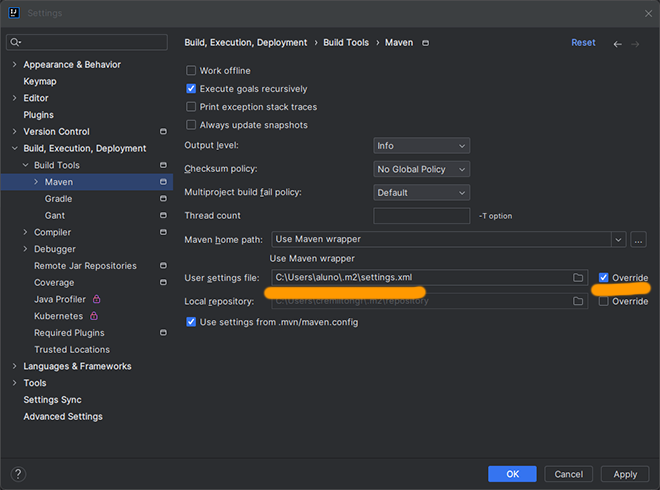 Settings
Build, Execution, Deployment › Build Tools › Maven
Reset
Appearance & Behavior
Keymap
Editor
Plugins
Version Control
Build, Execution, Deployment
Build Tools
Maven
Gradle
Gant
Compiler
Debugger
Remote Jar Repositories
Coverage
Java Profiler
Kubernetes
Required Plugins
Trusted Locations
Languages & Frameworks
Tools
Settings Sync
Advanced Settings
Work offline
Execute goals recursively
Print exception stack traces
Always update snapshots
Output level: Info
Checksum policy: No Global Policy
Multiproject build fail policy: Default
Thread count -T option
Maven home path: Use Maven wrapper ...
Use Maven wrapper
User settings file: C:\Users\aluno\.m2\settings.xml Override
Local repository: Override
Use settings from .mvn/maven.config
? OK Cancel Apply